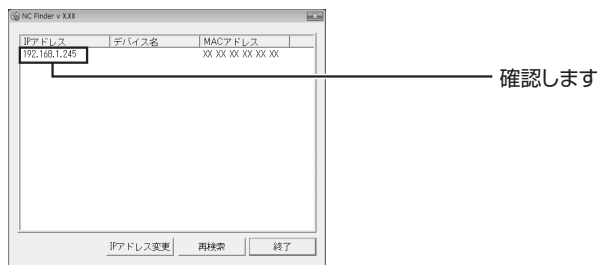 NC Finder v X.XX
IPアドレス デバイス名 MACアドレス
192.168.1.245 XX XX XX XX XX XX
確認します
IPアドレス変更 再検索 終了